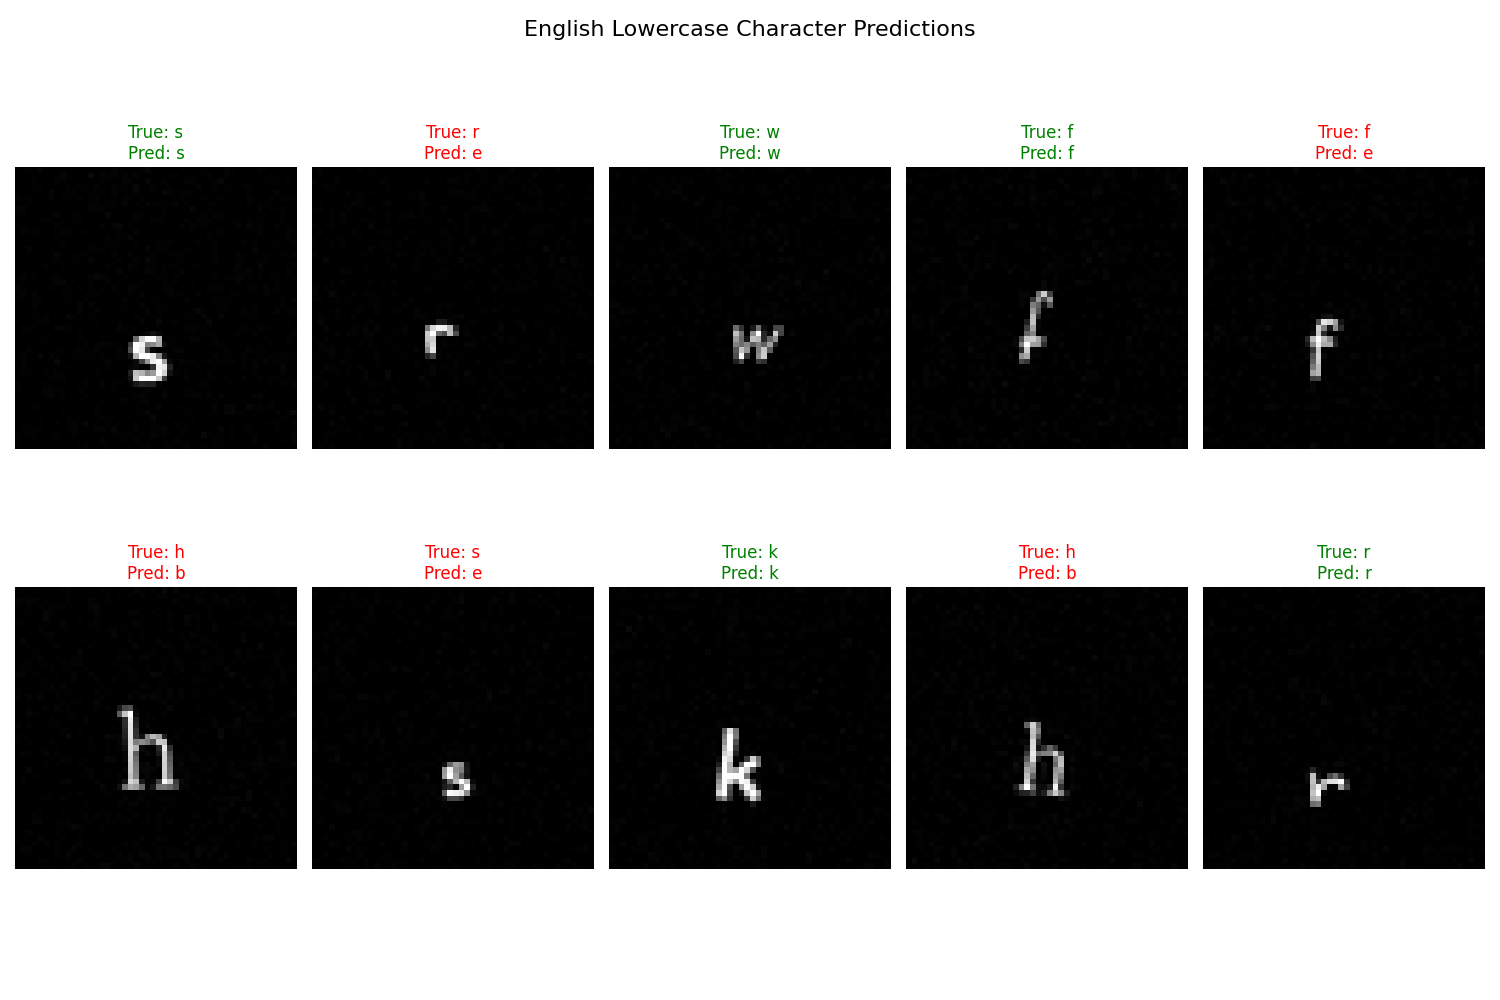 English Lowercase Character Predictions
True: s True: r True: w True: f True: f
Pred: s Pred: e Pred: w Pred: f Pred: e
s r w f f
True: h True: s True: k True: h True: r
Pred: b Pred: e Pred: k Pred: b Pred: r
h s k h r